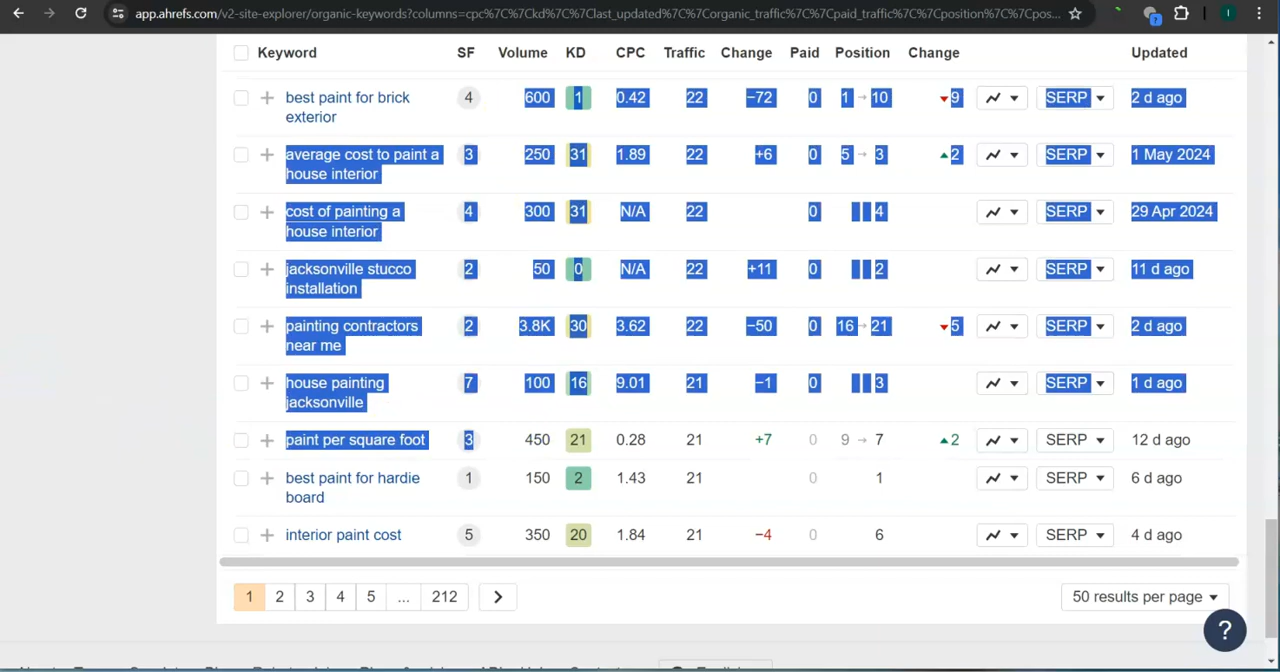 app.ahrefs.com/v2-site-explorer/organic-keywords?columns=cpc%7C%7Ckd%7C%7Clast_updated%7C%7Corganic_traffic%7C%7Cpaid_traffic%7C%7Cposition%7C%7Cpos...
Keyword SF Volume KD CPC Traffic Change Paid Position Change Updated
best paint for brick 4 600 1 0.42 22 −72 0 1 → 10 ▼9 SERP 2 d ago
exterior
average cost to paint a 3 250 31 1.89 22 +6 0 5 → 3 ▲2 SERP 1 May 2024
house interior
cost of painting a 4 300 31 N/A 22 0 4 SERP 29 Apr 2024
house interior
jacksonville stucco 2 50 0 N/A 22 +11 0 2 SERP 11 d ago
installation
painting contractors 2 3.8K 30 3.62 22 −50 0 16 → 21 ▼5 SERP 2 d ago
near me
house painting 7 100 16 9.01 21 −1 0 3 SERP 1 d ago
jacksonville
paint per square foot 3 450 21 0.28 21 +7 0 9 → 7 ▲2 SERP 12 d ago
best paint for hardie 1 150 2 1.43 21 0 1 SERP 6 d ago
board
interior paint cost 5 350 20 1.84 21 −4 0 6 SERP 4 d ago
1 2 3 4 5 ... 212 50 results per page
?